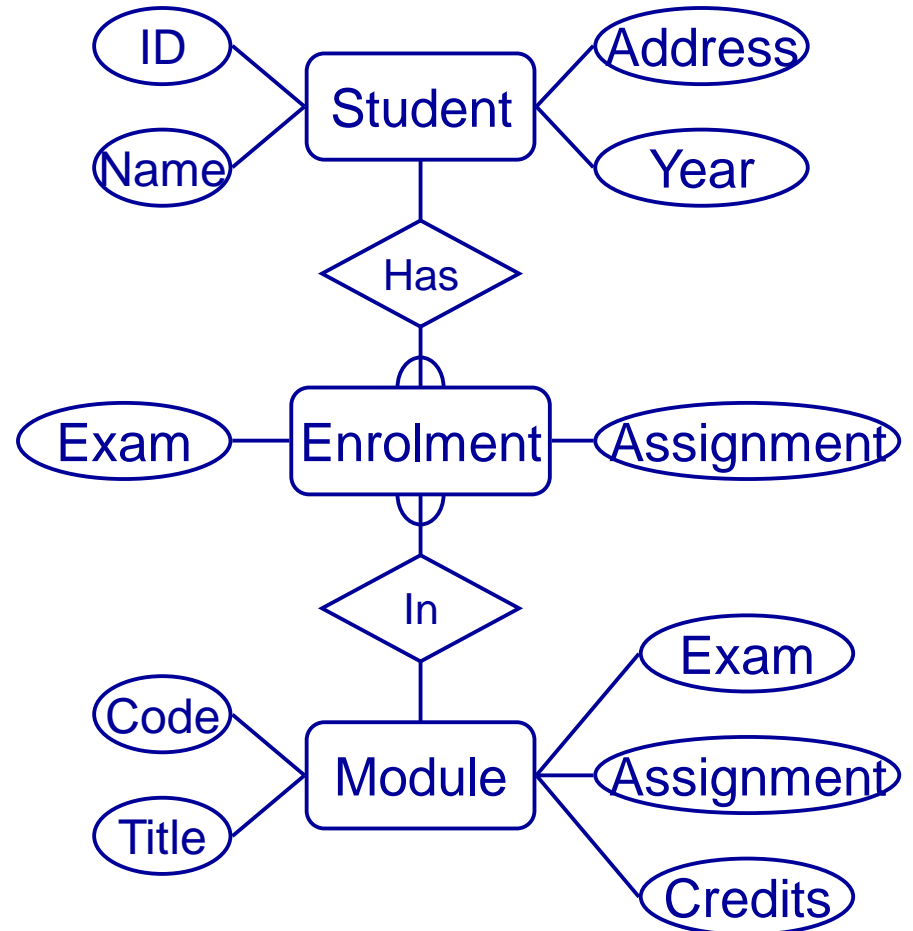 ID
Address
Student
Name
Year
Has
Exam
Enrolment
Assignment
In
Exam
Code
Module
Assignment
Title
Credits